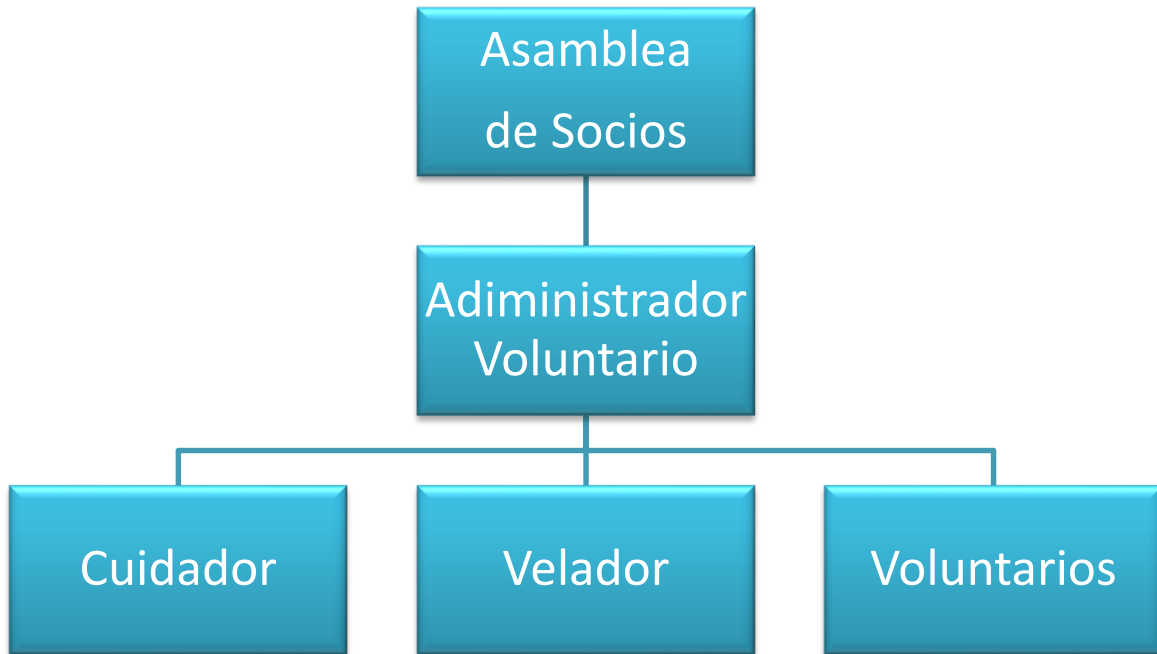 Asamblea
de Socios
Adiministrador
Voluntario
Cuidador
Velador
Voluntarios